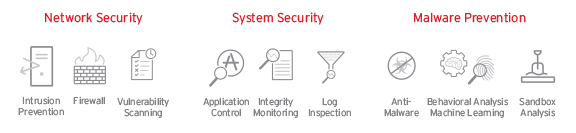 Network Security
System Security
Malware Prevention
Intrusion
Prevention
Firewall
Vulnerability
Scanning
Application
Control
Integrity
Monitoring
Log
Inspection
Anti-
Malware
Behavioral Analysis
Machine Learning
Sandbox
Analysis